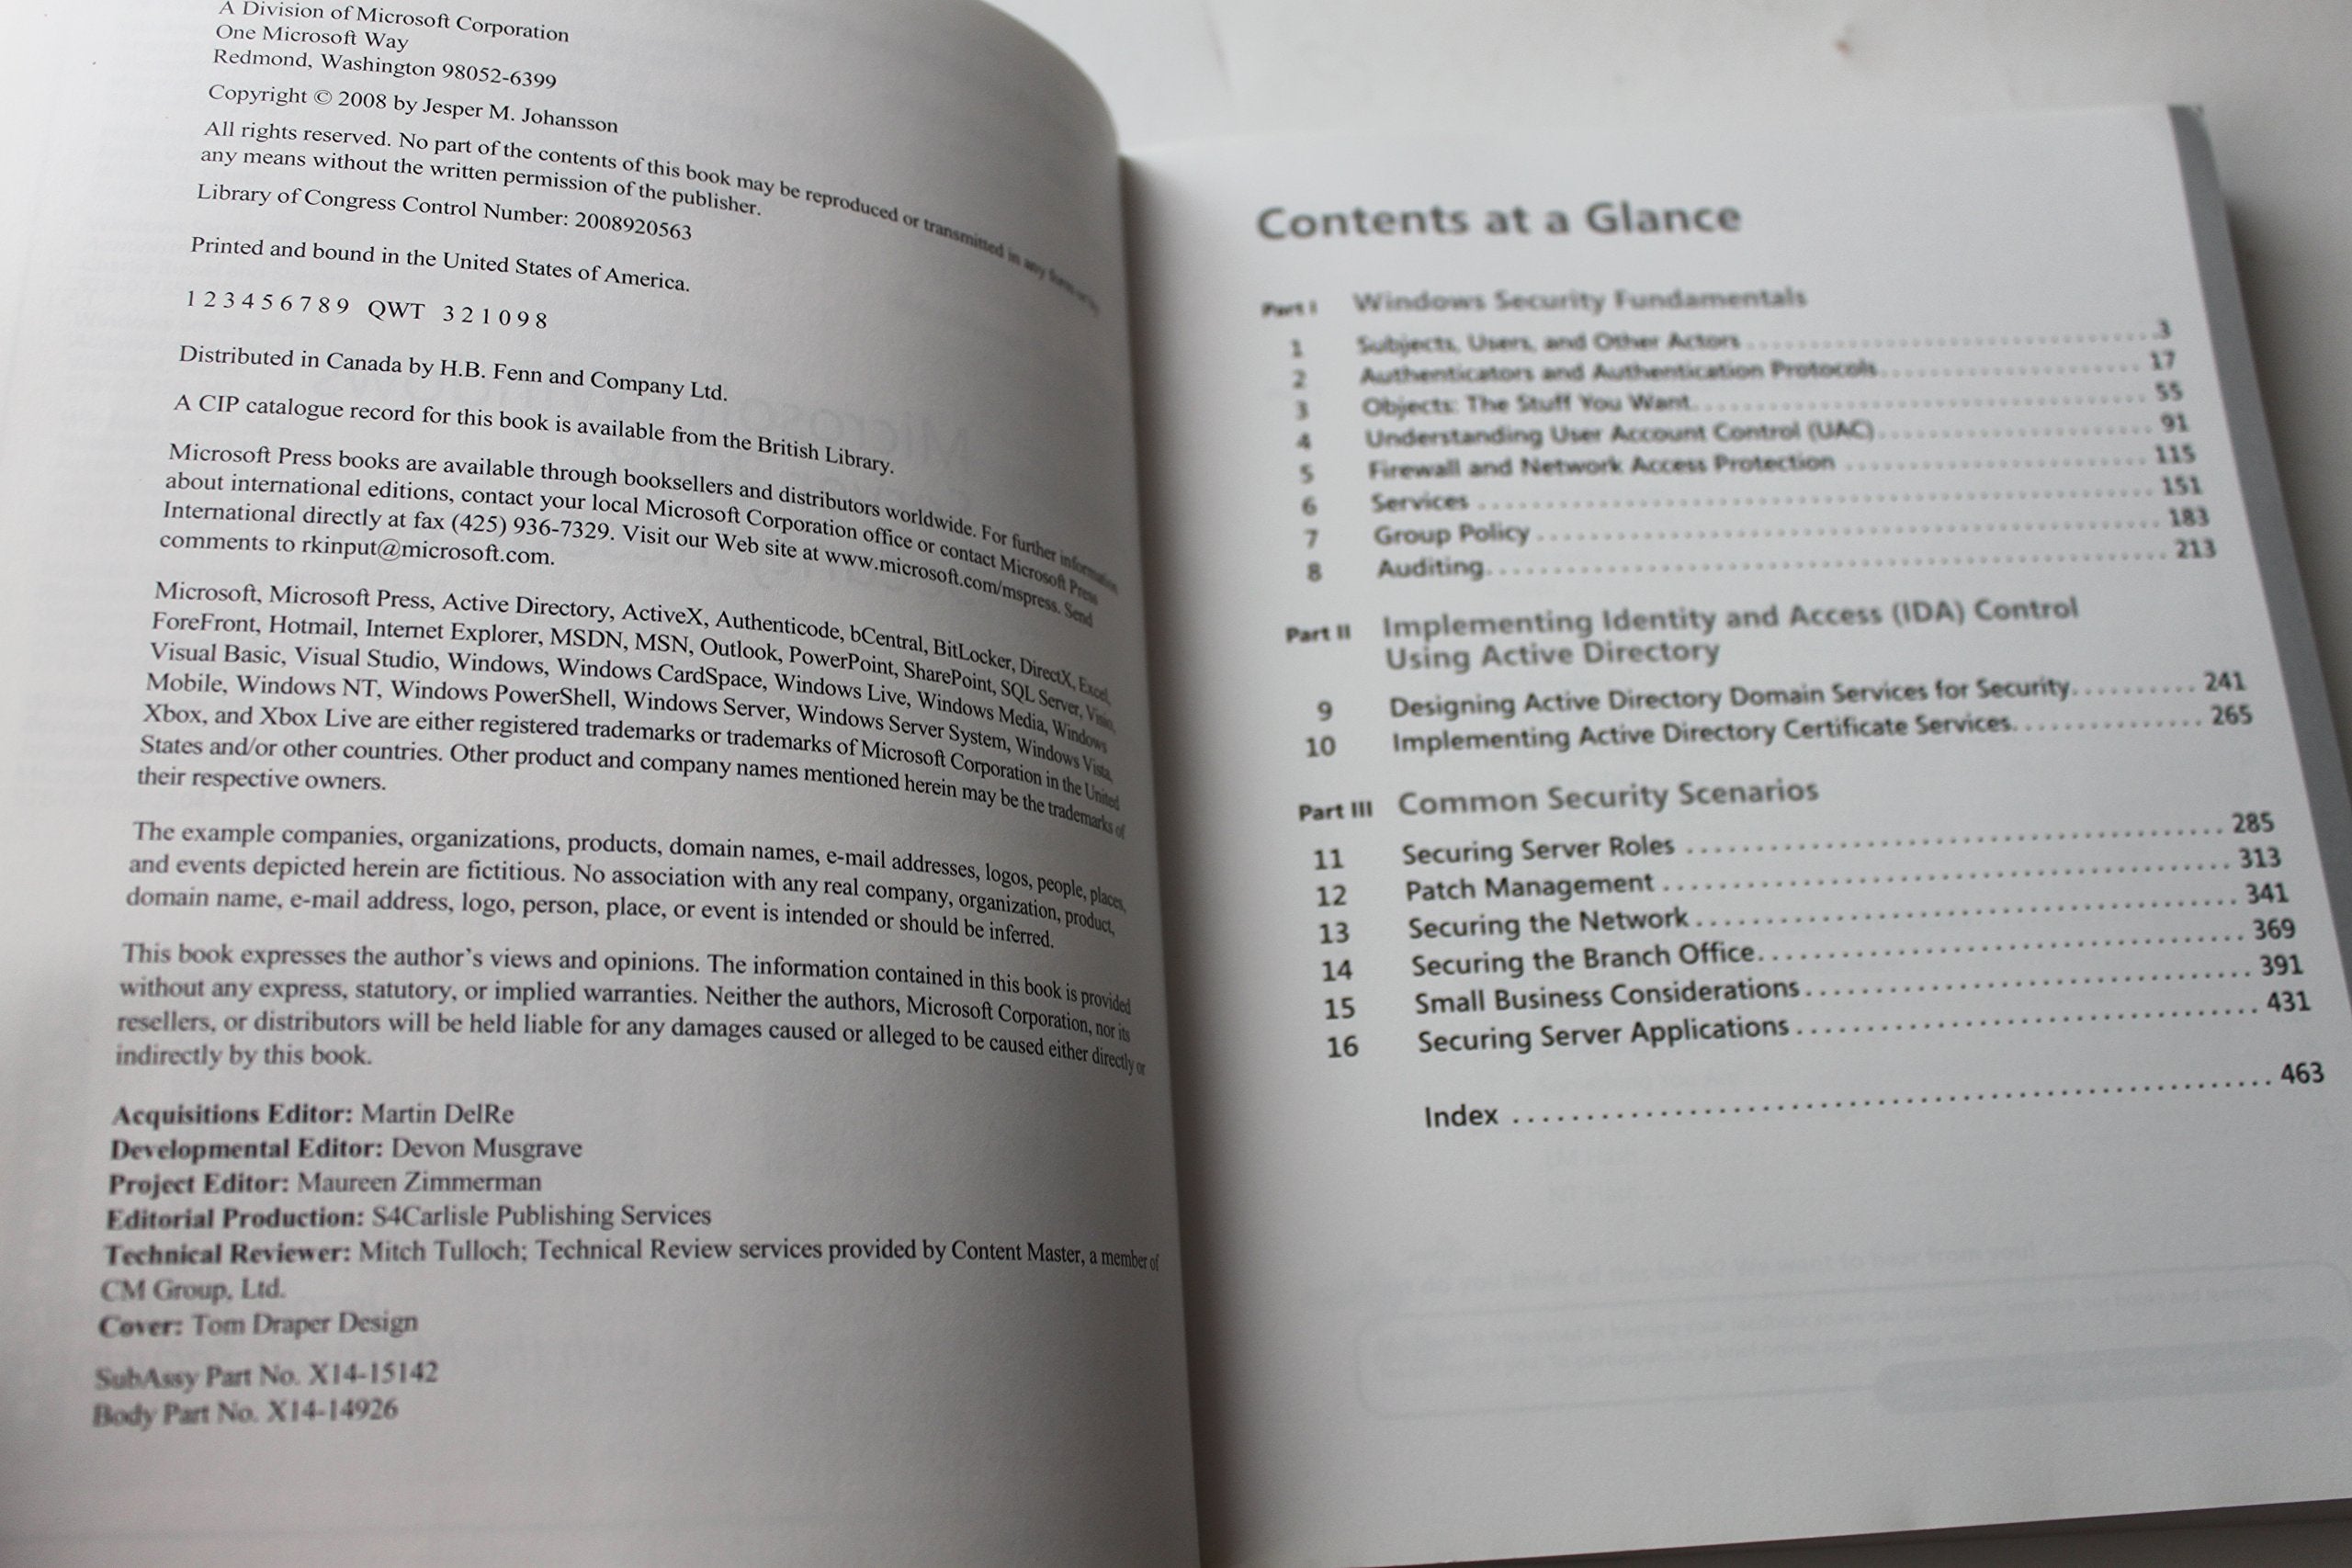 A Division of Microsoft Corporation
One Microsoft Way
Redmond, Washington 98052-6399
Copyright © 2008 by Jesper M. Johansson
All rights reserved. No part of the contents of this book may be reproduced or transmitted in any form or by
any means without the written permission of the publisher.
Library of Congress Control Number: 2008920563
Printed and bound in the United States of America.
1 2 3 4 5 6 7 8 9 QWT 3 2 1 0 9 8
Distributed in Canada by H.B. Fenn and Company Ltd.
A CIP catalogue record for this book is available from the British Library.
Microsoft Press books are available through booksellers and distributors worldwide. For further information
about international editions, contact your local Microsoft Corporation office or contact Microsoft Press
International directly at fax (425) 936-7329. Visit our Web site at www.microsoft.com/mspress. Send
comments to rkinput@microsoft.com.
Microsoft, Microsoft Press, Active Directory, ActiveX, Authenticode, bCentral, BitLocker, DirectX, Excel,
ForeFront, Hotmail, Internet Explorer, MSDN, MSN, Outlook, PowerPoint, SharePoint, SQL Server, Visio,
Visual Basic, Visual Studio, Windows, Windows CardSpace, Windows Live, Windows Media, Windows
Mobile, Windows NT, Windows PowerShell, Windows Server, Windows Server System, Windows Vista,
Xbox, and Xbox Live are either registered trademarks or trademarks of Microsoft Corporation in the United
States and/or other countries. Other product and company names mentioned herein may be the trademarks of
their respective owners.
The example companies, organizations, products, domain names, e-mail addresses, logos, people, places,
and events depicted herein are fictitious. No association with any real company, organization, product,
domain name, e-mail address, logo, person, place, or event is intended or should be inferred.
This book expresses the author's views and opinions. The information contained in this book is provided
without any express, statutory, or implied warranties. Neither the authors, Microsoft Corporation, nor its
resellers, or distributors will be held liable for any damages caused or alleged to be caused either directly or
indirectly by this book.
Acquisitions Editor: Martin DelRe
Developmental Editor: Devon Musgrave
Project Editor: Maureen Zimmerman
Editorial Production: S4Carlisle Publishing Services
Technical Reviewer: Mitch Tulloch; Technical Review services provided by Content Master, a member of
CM Group, Ltd.
Cover: Tom Draper Design
SubAssy Part No. X14-15142
Body Part No. X14-14926
Contents at a Glance
Part I Windows Security Fundamentals
1 Subjects, Users, and Other Actors 3
2 Authenticators and Authentication Protocols 17
3 Objects: The Stuff You Want 55
4 Understanding User Account Control (UAC) 91
5 Firewall and Network Access Protection 115
6 Services 151
7 Group Policy 183
8 Auditing 213
Part II Implementing Identity and Access (IDA) Control
Using Active Directory
9 Designing Active Directory Domain Services for Security 241
10 Implementing Active Directory Certificate Services 265
Part III Common Security Scenarios
11 Securing Server Roles 285
12 Patch Management 313
13 Securing the Network 341
14 Securing the Branch Office 369
15 Small Business Considerations 391
16 Securing Server Applications 431
Index 463